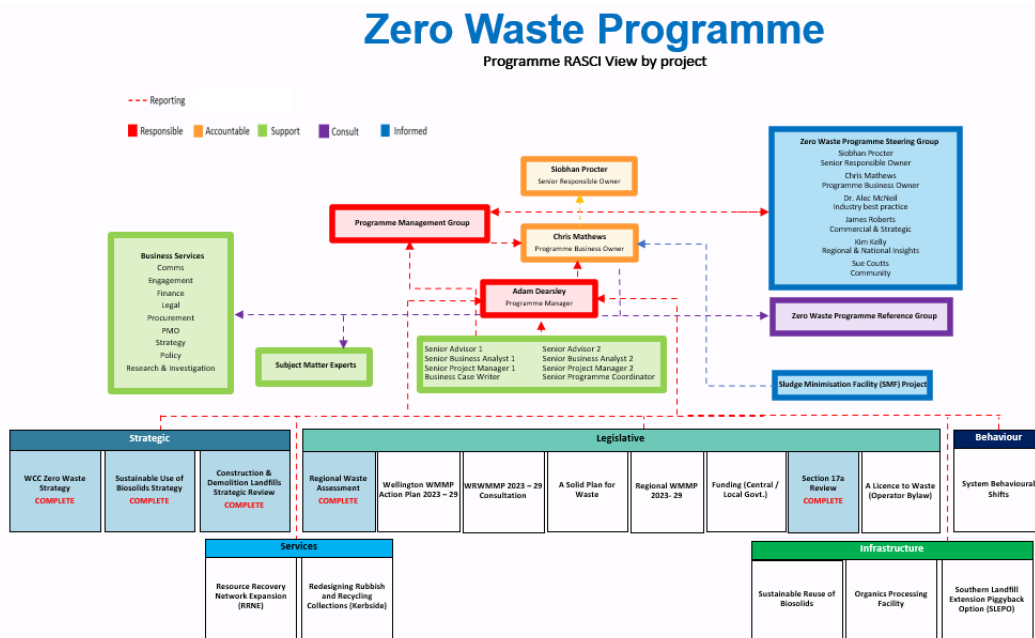 Zero Waste Programme
Programme RASCI View by project
Reporting
Responsible
Accountable
Support
Consult
Informed
Siobhan Procter
Senior Responsible Owner
Zero Waste Programme Steering Group
Siobhan Procter
Senior Responsible Owner
Chris Mathews
Programme Business Owner
Dr. Alec McNeil
Industry best practice
James Roberts
Commercial & Strategic
Kim Kelly
Regional & National Insights
Sue Coutts
Community
Programme Management Group
Chris Mathews
Programme Business Owner
Business Services
Comms
Engagement
Finance
Legal
Procurement
PMO
Strategy
Policy
Research & Investigation
Adam Dearsley
Programme Manager
Zero Waste Programme Reference Group
Subject Matter Experts
Senior Advisor 1
Senior Business Analyst 1
Senior Project Manager 1
Business Case Writer
Senior Advisor 2
Senior Business Analyst 2
Senior Project Manager 2
Senior Programme Coordinator
Sludge Minimisation Facility (SMF) Project
Strategic
WCC Zero Waste
Strategy
COMPLETE
Sustainable Use of
Biosolids Strategy
COMPLETE
Construction &
Demolition Landfills
Strategic Review
COMPLETE
Legislative
Regional Waste
Assessment
COMPLETE
Wellington WMMP
Action Plan 2023 – 29
WRWMMP 2023 – 29
Consultation
A Solid Plan for
Waste
Regional WMMP
2023- 29
Funding (Central /
Local Govt.)
Section 17a
Review
COMPLETE
A Licence to Waste
(Operator Bylaw)
Behaviour
System Behavioural
Shifts
Services
Resource Recovery
Network Expansion
(RRNE)
Redesigning Rubbish
and Recycling
Collections (Kerbside)
Infrastructure
Sustainable Reuse of
Biosolids
Organics Processing
Facility
Southern Landfill
Extension Piggyback
Option (SLEPO)